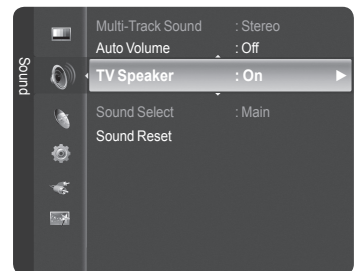 Sound
Multi-Track Sound : Stereo
Auto Volume : Off
TV Speaker : On
Sound Select : Main
Sound Reset